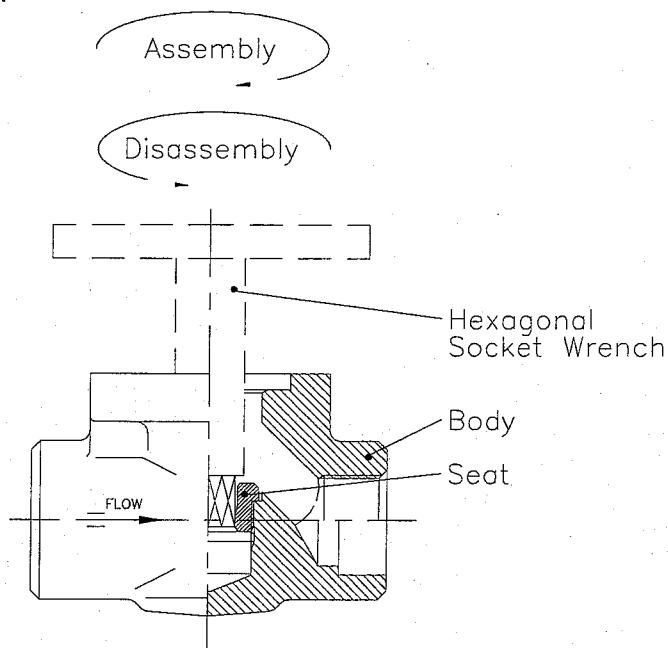 Assembly
Disassembly
Hexagonal
Socket Wrench
Body
Seat
FLOW